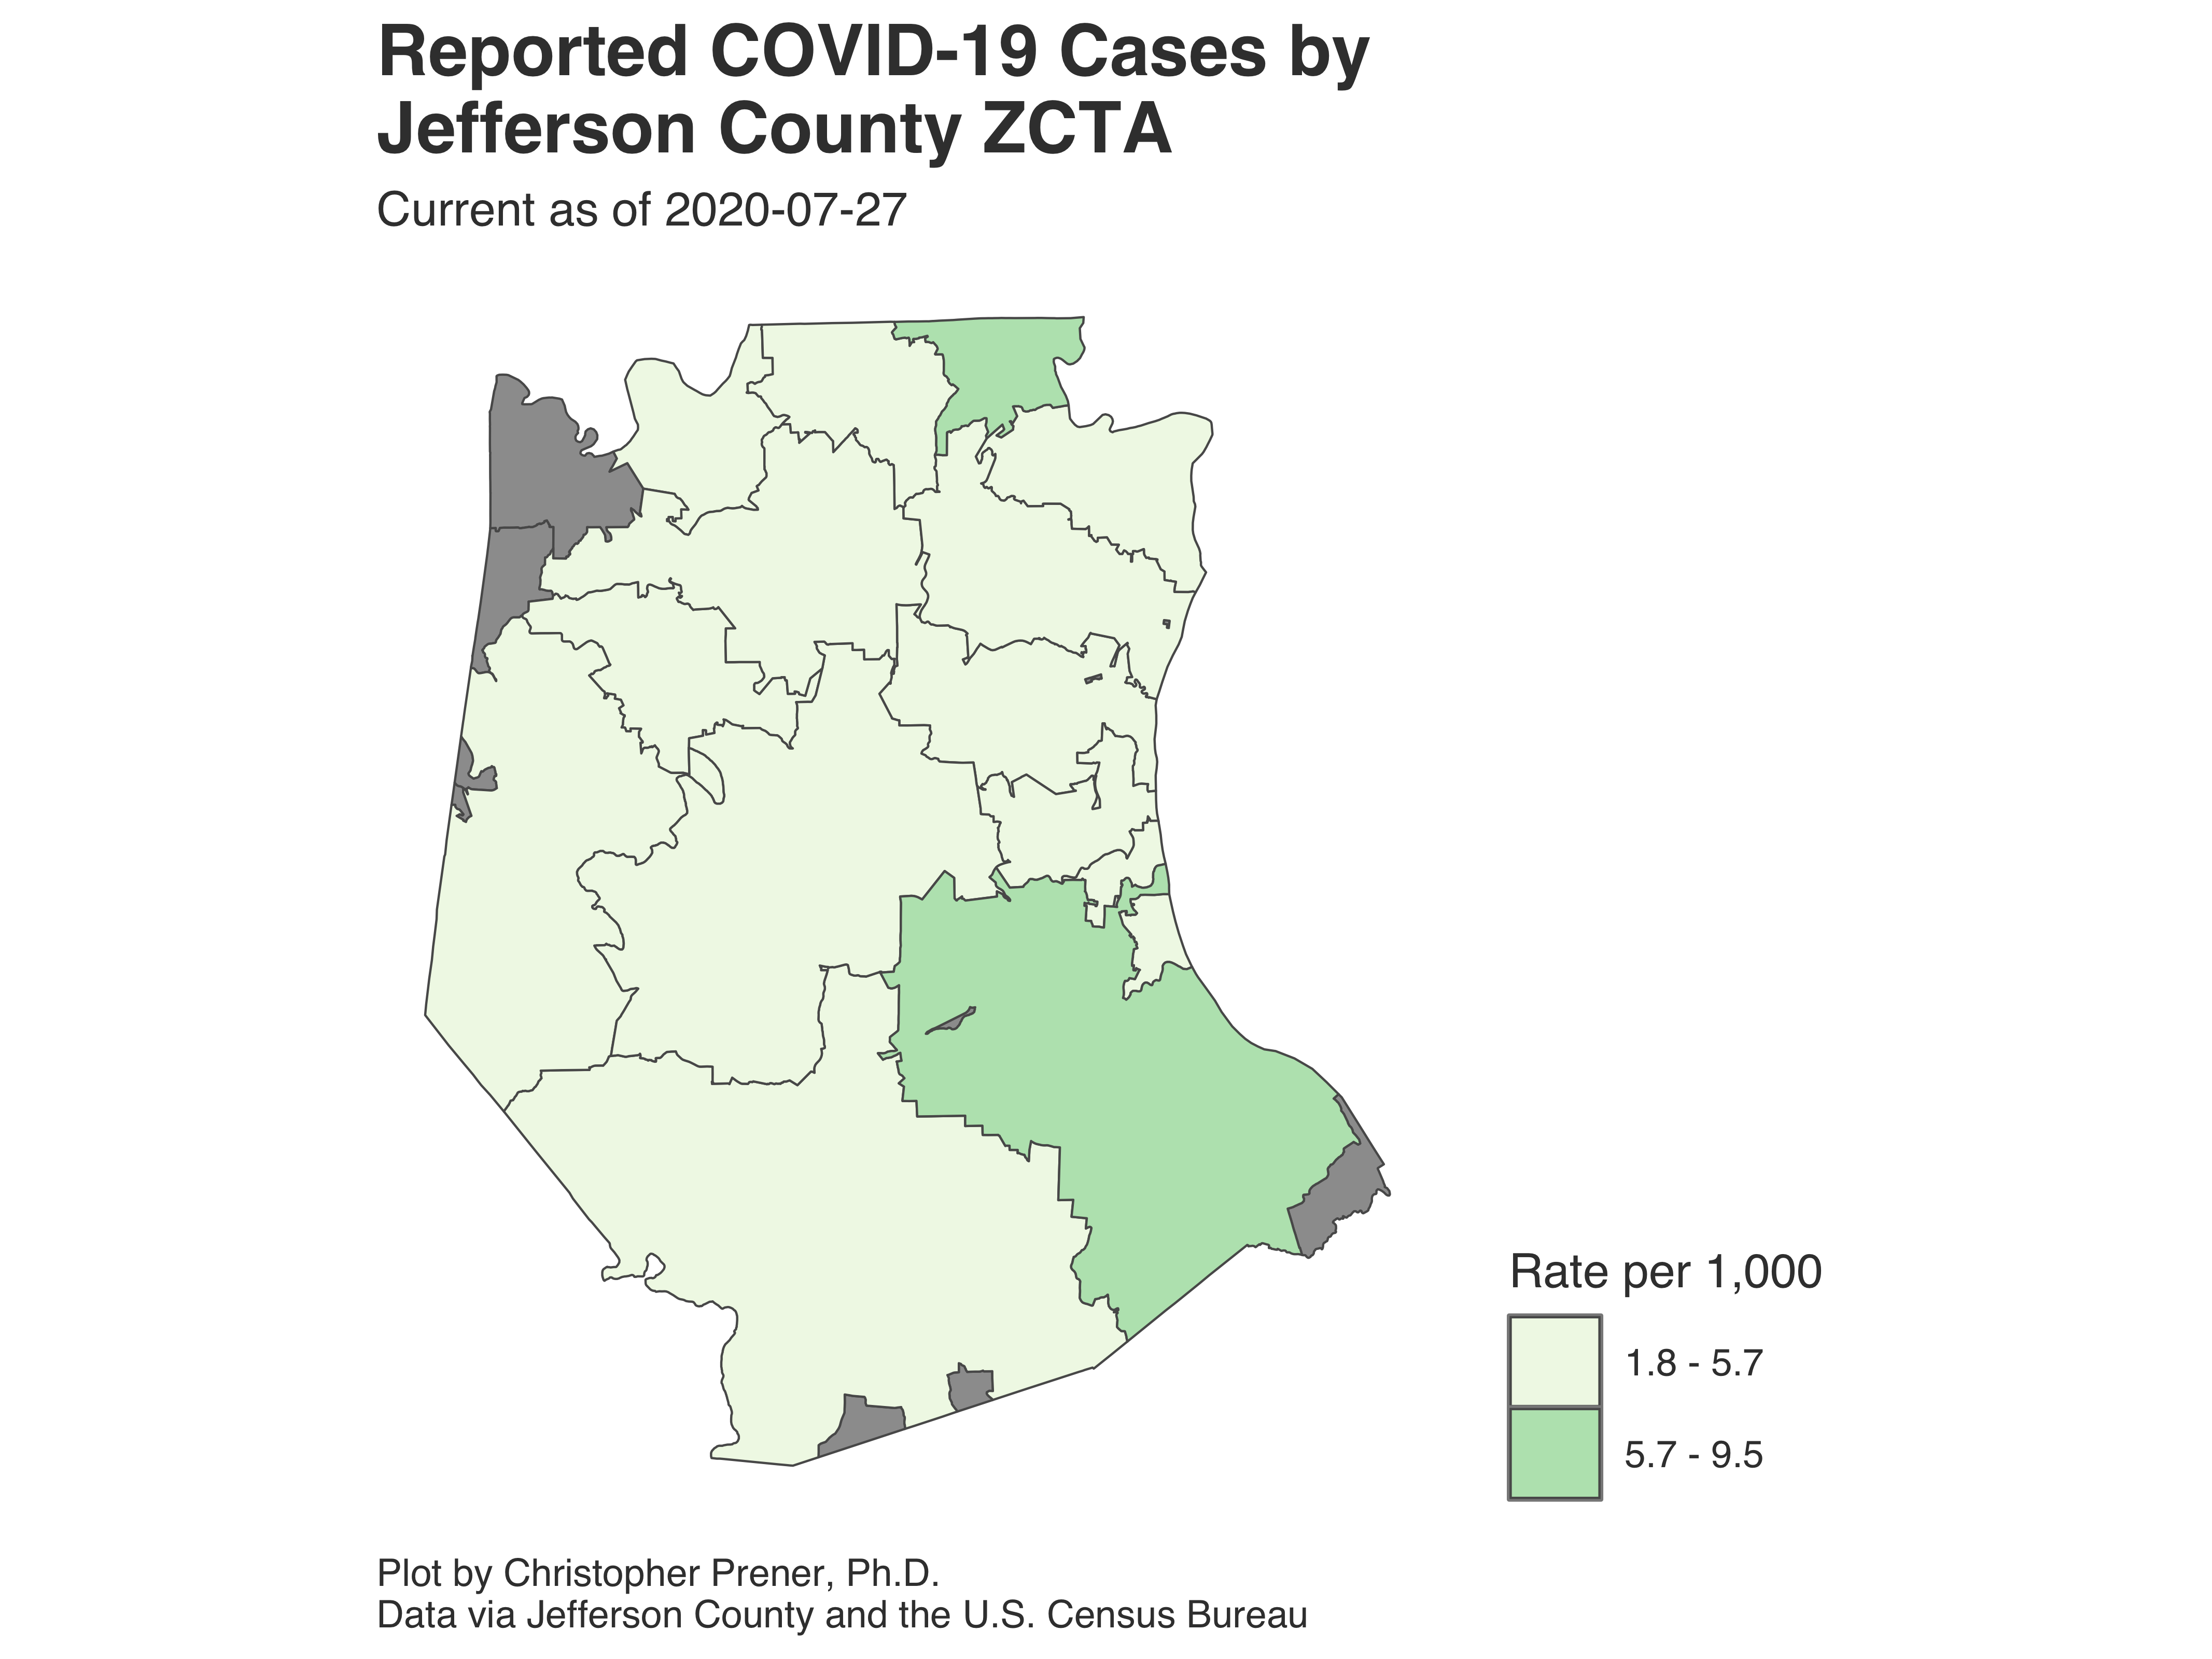 Reported COVID-19 Cases by
Jefferson County ZCTA
Current as of 2020-07-27
Rate per 1,000
1.8 - 5.7
5.7 - 9.5
Plot by Christopher Prener, Ph.D.
Data via Jefferson County and the U.S. Census Bureau